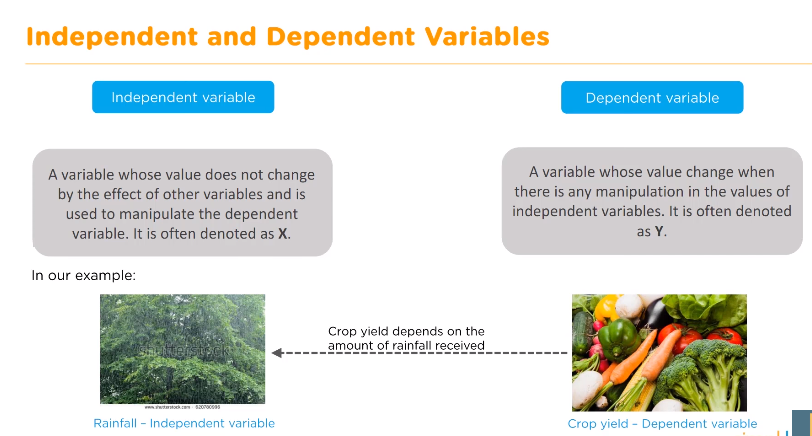 Independent and Dependent Variables
Independent variable
Dependent variable
A variable whose value does not change
by the effect of other variables and is
used to manipulate the dependent
variable. It is often denoted as X.
A variable whose value change when
there is any manipulation in the values of
independent variables. It is often denoted
as Y.
In our example:
Crop yield depends on the
amount of rainfall received
shutterstock
www.shutterstock.com • 620780996
Rainfall – Independent variable
Crop yield – Dependent variable